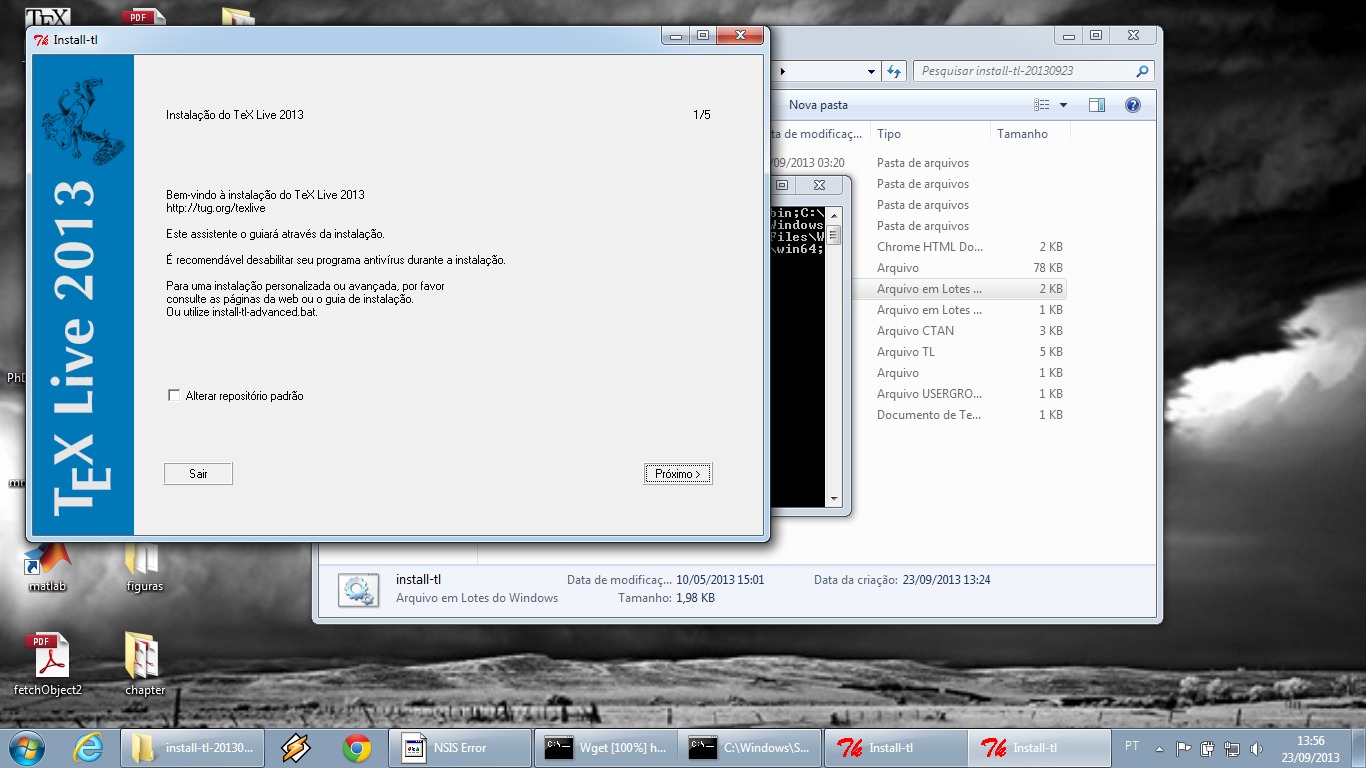 TEX
PDF
Install-tl
TEX Live 2013
Instalação do TeX Live 2013
1/5
Bem-vindo à instalação do TeX Live 2013
http://tug.org/texlive
Este assistente o guiará através da instalação.
É recomendável desabilitar seu programa antivírus durante a instalação.
Para uma instalação personalizada ou avançada, por favor
consulte as páginas da web ou o guia de instalação.
Ou utilize install-tl-advanced.bat.
Alterar repositório padrão
Sair
Próximo >
Pesquisar install-tl-20130923
Nova pasta
ta de modificaç...
Tipo
Tamanho
/09/2013 03:20
Pasta de arquivos
Pasta de arquivos
Pasta de arquivos
Pasta de arquivos
Chrome HTML Do... 2 KB
Arquivo 78 KB
Arquivo em Lotes ... 2 KB
Arquivo em Lotes ... 1 KB
Arquivo CTAN 3 KB
Arquivo TL 5 KB
Arquivo 1 KB
Arquivo USERGRO... 1 KB
Documento de Te... 1 KB
bin;C:\
Windows
Files\W
\win64;
install-tl
Data de modificaç... 10/05/2013 15:01
Data da criação: 23/09/2013 13:24
Arquivo em Lotes do Windows
Tamanho: 1,98 KB
PhD
matlab
figuras
PDF
fetchObject2
chapter
install-tl-20130...
NSIS Error
Wget [100%] h...
C:\Windows\S...
Install-tl
Install-tl
PT
13:56
23/09/2013